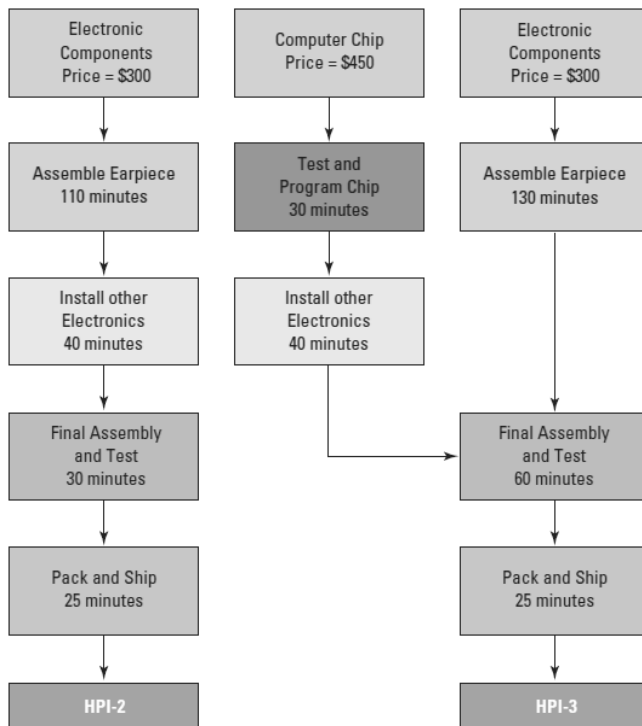 Electronic
Components
Price = $300
Assemble Earpiece
110 minutes
Install other
Electronics
40 minutes
Final Assembly
and Test
30 minutes
Pack and Ship
25 minutes
HPI-2
Computer Chip
Price = $450
Test and
Program Chip
30 minutes
Install other
Electronics
40 minutes
Electronic
Components
Price = $300
Assemble Earpiece
130 minutes
Final Assembly
and Test
60 minutes
Pack and Ship
25 minutes
HPI-3